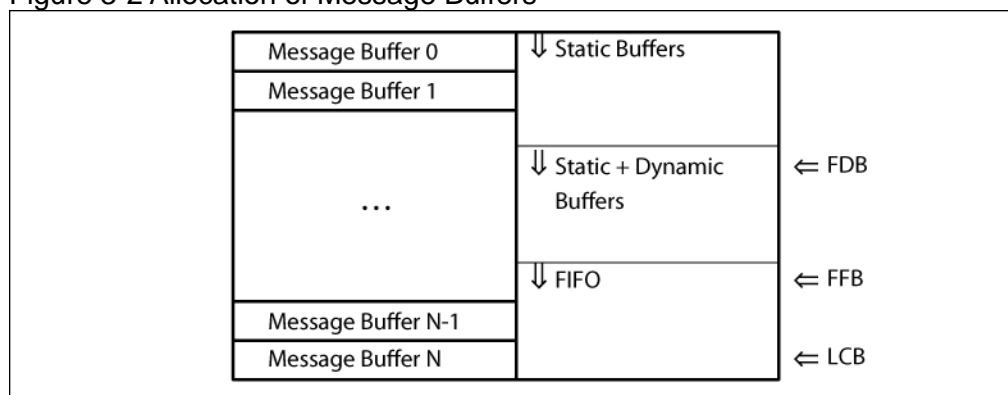 Figure 3-2 Allocation of Message Buffers
Message Buffer 0
⇓ Static Buffers
Message Buffer 1
⇓ Static + Dynamic
Buffers
⇐ FDB
...
⇓ FIFO
⇐ FFB
Message Buffer N-1
Message Buffer N
⇐ LCB